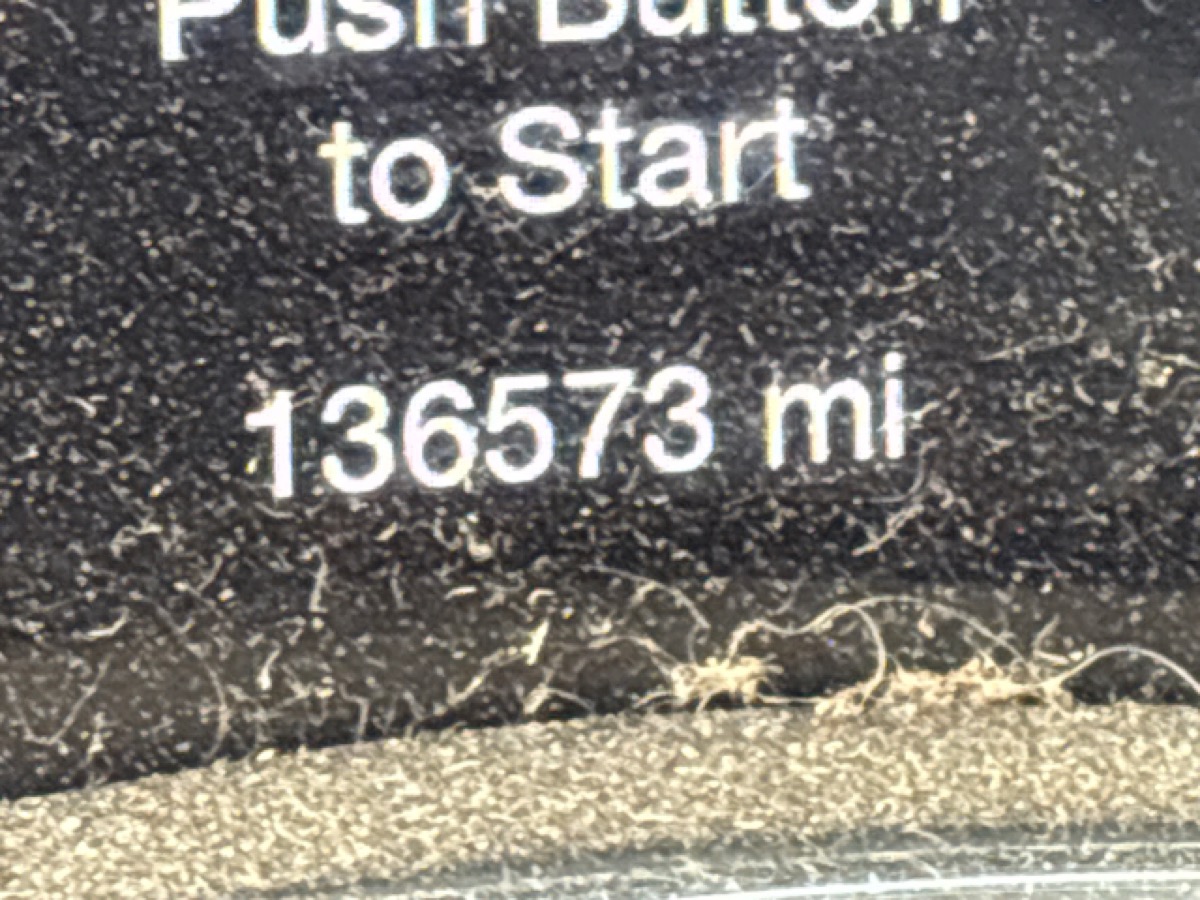 Push Button
to Start
136573 mi